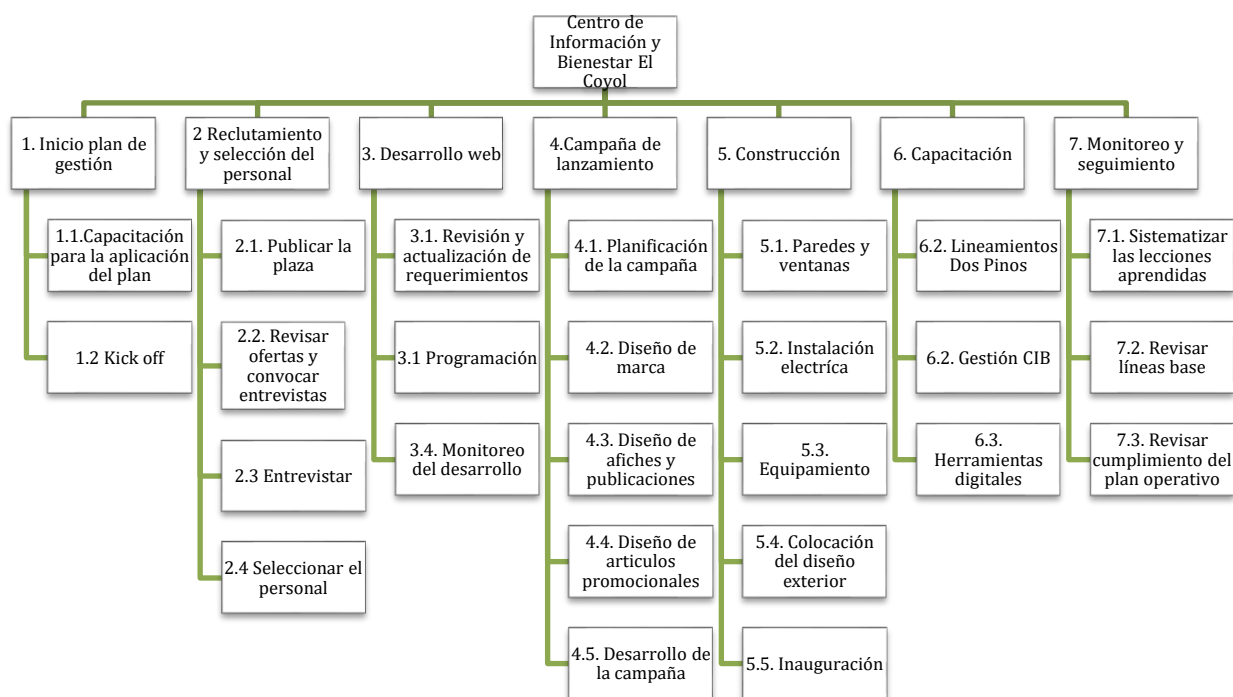 Centro de
Información y
Bienestar El
Coyol
1. Inicio plan de
gestión
2 Reclutamiento
y selección del
personal
3. Desarrollo web
4.Campaña de
lanzamiento
5. Construcción
6. Capacitación
7. Monitoreo y
seguimiento
1.1.Capacitación
para la aplicación
del plan
2.1. Publicar la
plaza
3.1. Revisión y
actualización de
requerimientos
4.1. Planificación
de la campaña
5.1. Paredes y
ventanas
6.2. Lineamientos
Dos Pinos
7.1. Sistematizar
las lecciones
aprendidas
1.2 Kick off
2.2. Revisar
ofertas y
convocar
entrevistas
3.1 Programación
4.2. Diseño de
marca
5.2. Instalación
electríca
6.2. Gestión CIB
7.2. Revisar
líneas base
2.3 Entrevistar
3.4. Monitoreo
del desarrollo
4.3. Diseño de
afiches y
publicaciones
5.3.
Equipamiento
6.3.
Herramientas
digitales
7.3. Revisar
cumplimiento del
plan operativo
2.4 Seleccionar el
personal
4.4. Diseño de
articulos
promocionales
5.4. Colocación
del diseño
exterior
4.5. Desarrollo de
la campaña
5.5. Inauguración